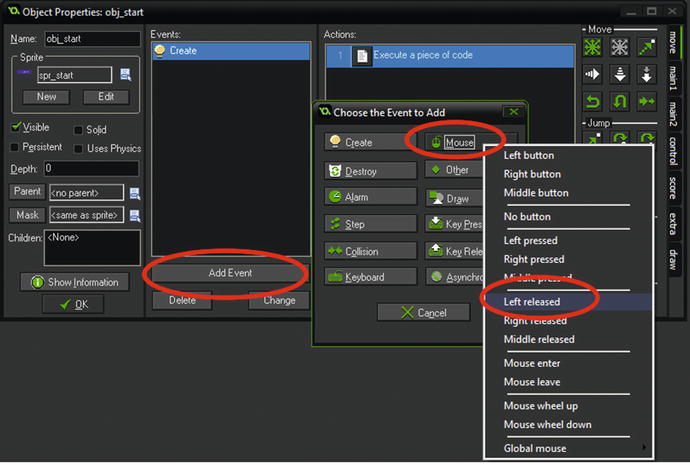 Object Properties: obj_start
Name: obj_start
Sprite
spr_start
New Edit
Visible Solid
Persistent Uses Physics
Depth: 0
Parent <no parent>
Mask <same as sprite>
Children: <None>
Show Information
OK
Events:
Create
Add Event
Delete Change
Actions:
1 Execute a piece of code
Move
Jump
move
main1
main2
control
score
extra
draw
Choose the Event to Add
Create Mouse
Destroy Other
Alarm Draw
Step Key Pres
Collision Key Rele
Keyboard Asynchro
Cancel
Left button
Right button
Middle button
No button
Left pressed
Right pressed
Middle pressed
Left released
Right released
Middle released
Mouse enter
Mouse leave
Mouse wheel up
Mouse wheel down
Global mouse